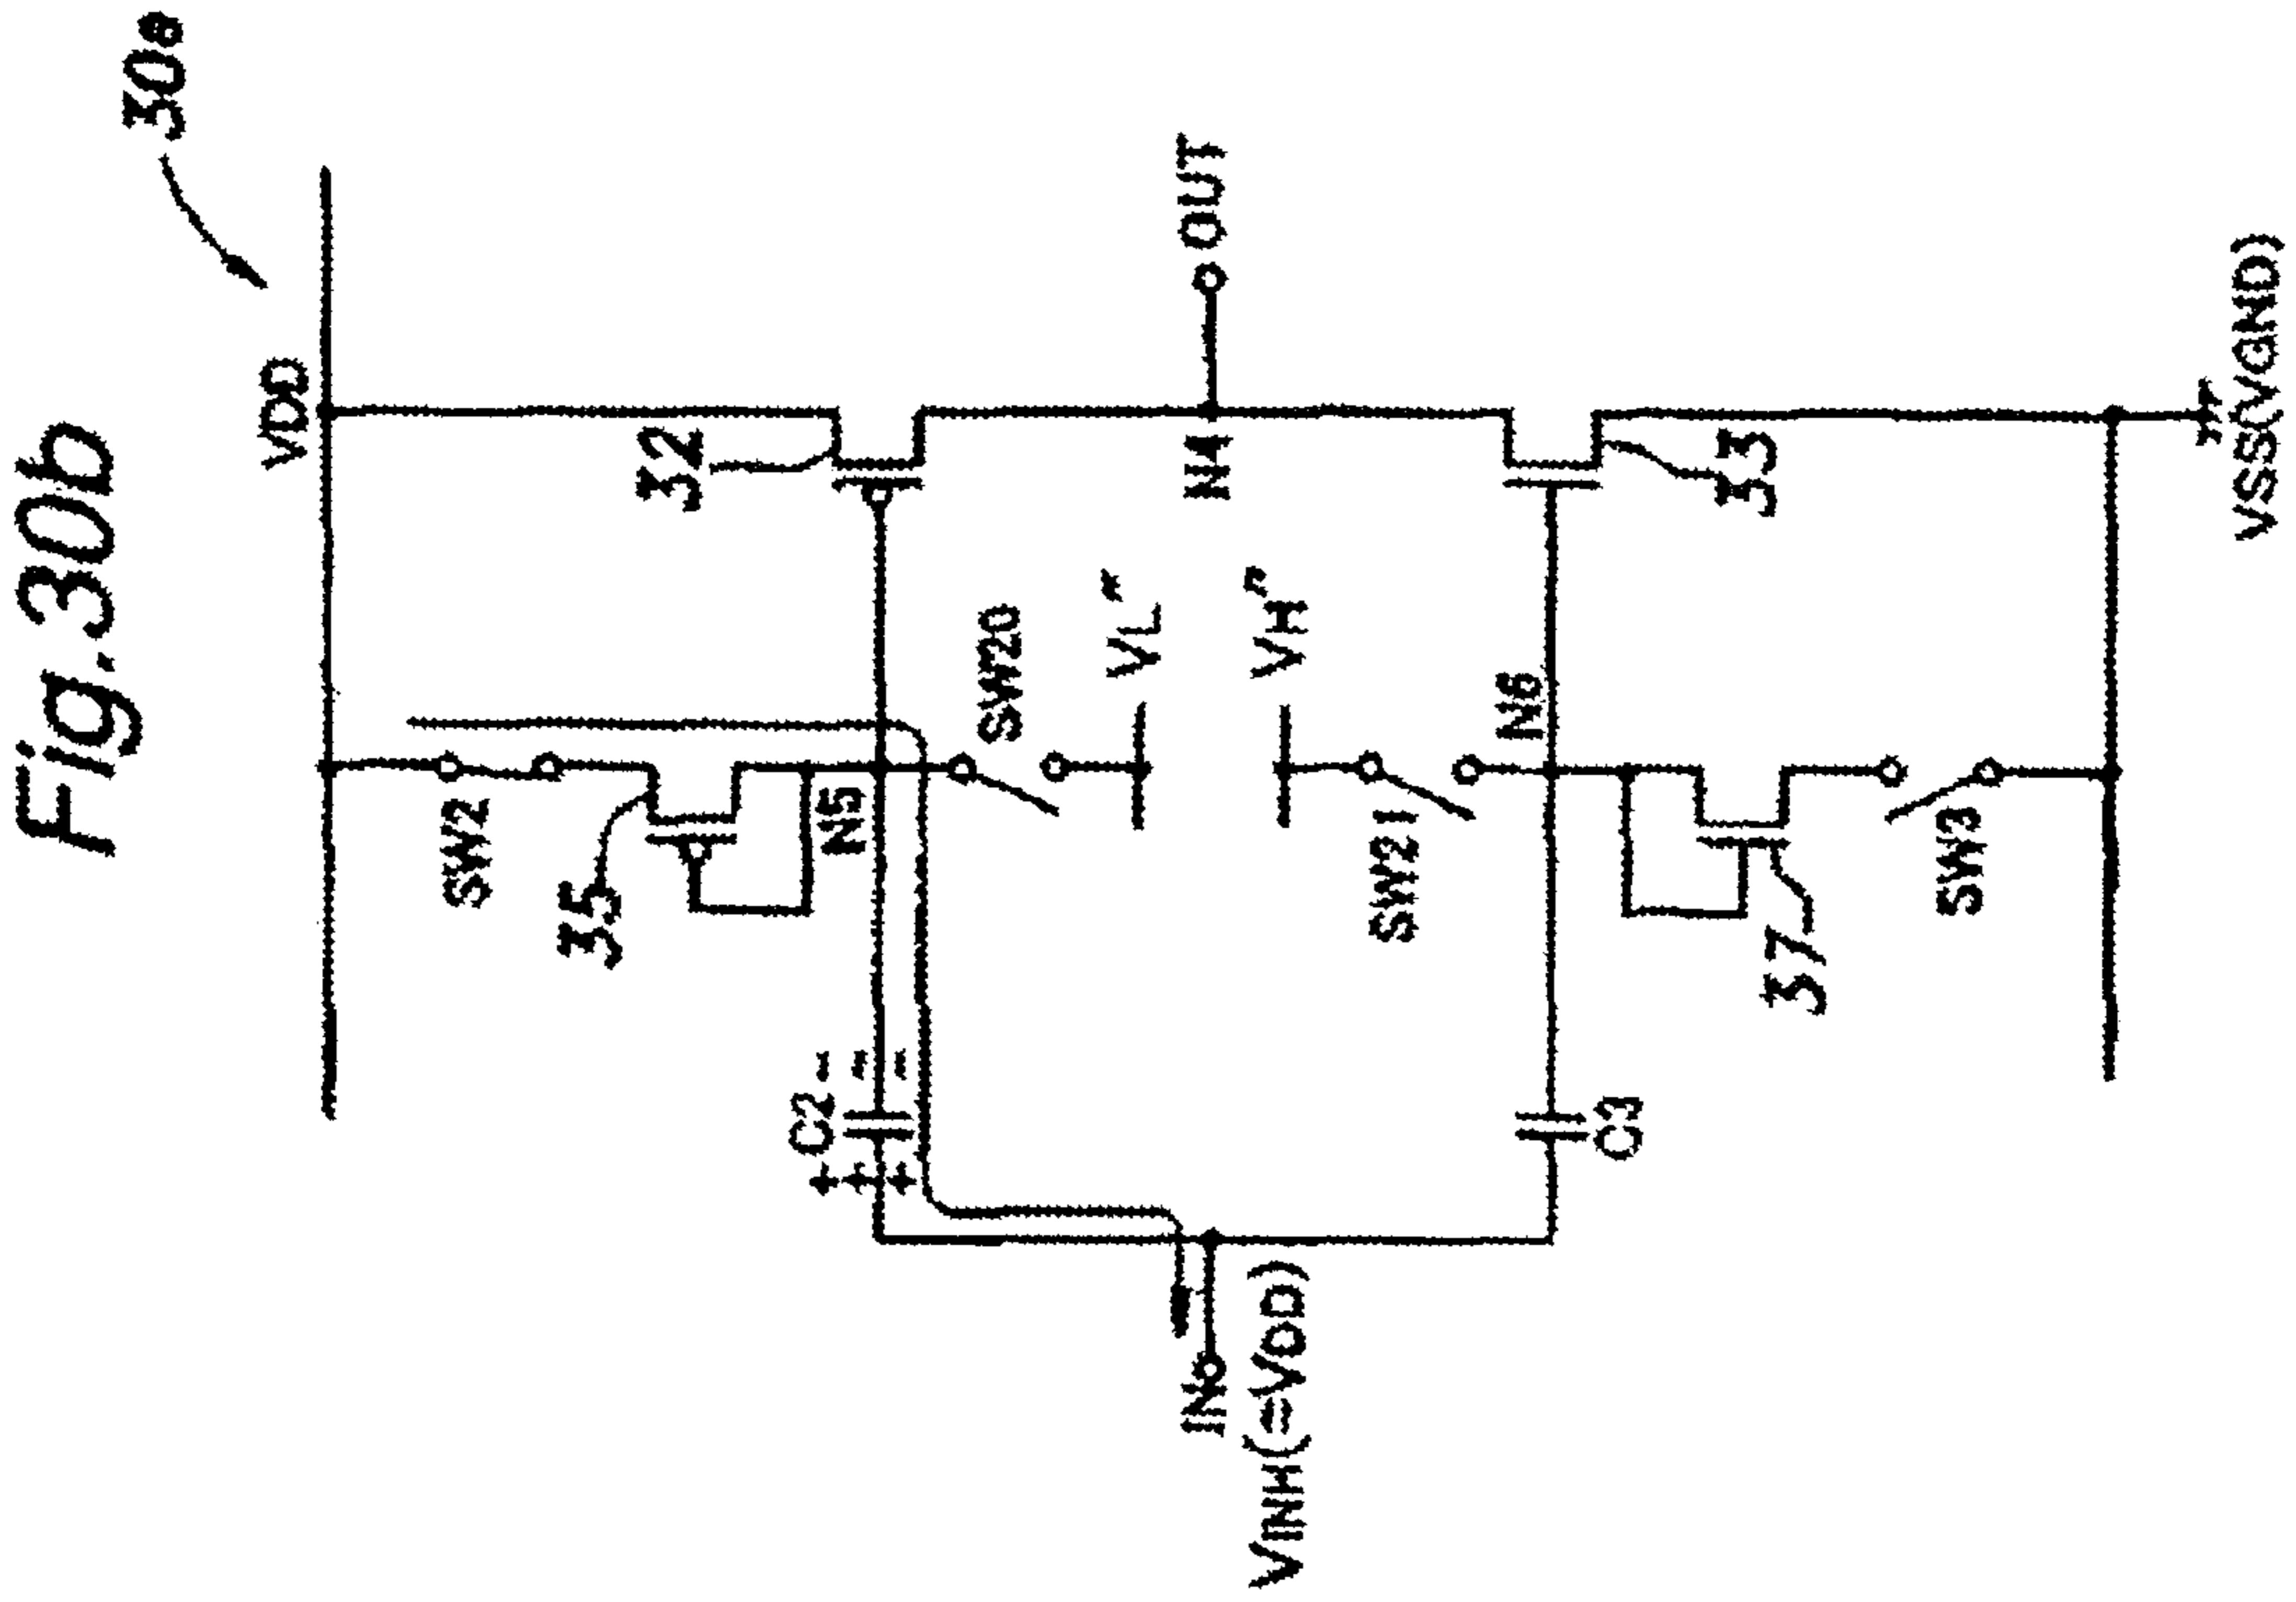 Fig. 30b
30a
VDD
SW2
35
32
N5
C2
+ -
+ -
+ -
SW20
VL"
N4
OUT
IN
VINH(=VDD)
VH"
SW21
N6
C3
33
37
SW3
VSS(VGND)